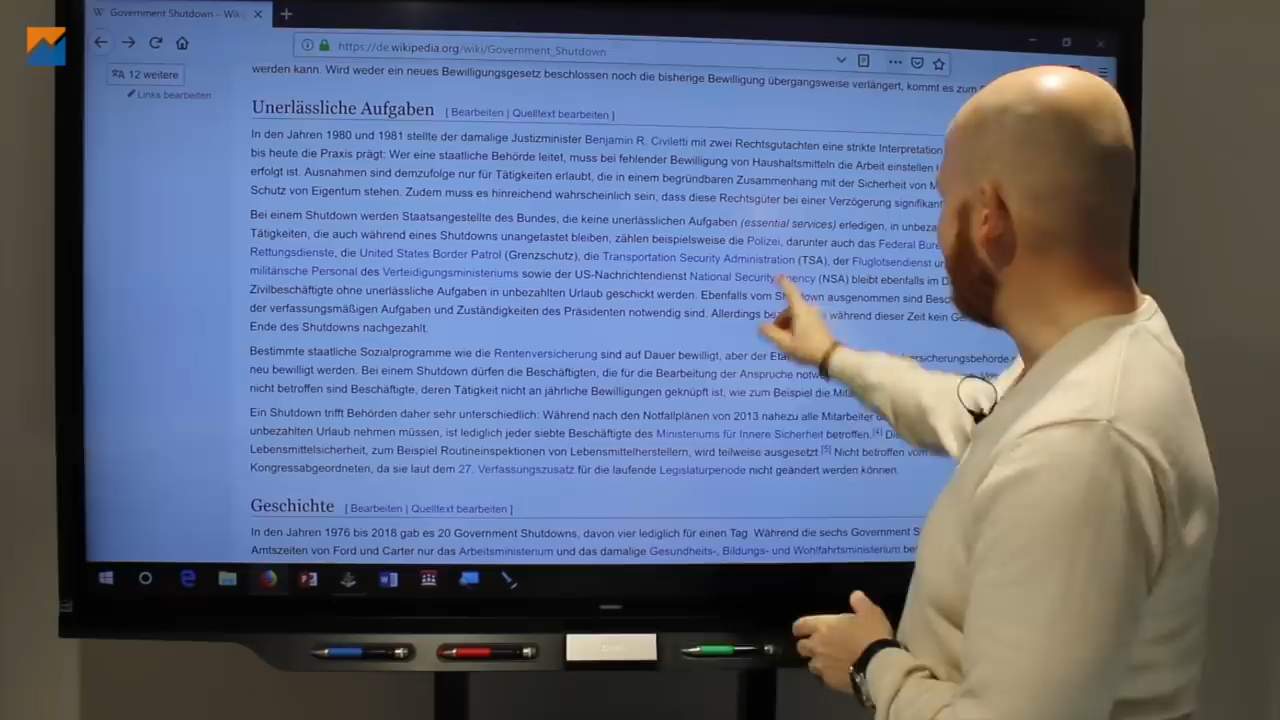 Government Shutdown – Wiki
https://de.wikipedia.org/wiki/Government_Shutdown
12 weitere
Links bearbeiten
werden kann. Wird weder ein neues Bewilligungsgesetz beschlossen noch die bisherige Bewilligung übergangsweise verlängert, kommt es zum
Unerlässliche Aufgaben [ Bearbeiten | Quelltext bearbeiten ]
In den Jahren 1980 und 1981 stellte der damalige Justizminister Benjamin R. Civiletti mit zwei Rechtsgutachten eine strikte Interpretation
bis heute die Praxis prägt: Wer eine staatliche Behörde leitet, muss bei fehlender Bewilligung von Haushaltsmitteln die Arbeit einstellen
erfolgt ist. Ausnahmen sind demzufolge nur für Tätigkeiten erlaubt, die in einem begründbaren Zusammenhang mit der Sicherheit von
Schutz von Eigentum stehen. Zudem muss es hinreichend wahrscheinlich sein, dass diese Rechtsgüter bei einer Verzögerung signifikant
Bei einem Shutdown werden Staatsangestellte des Bundes, die keine unerlässlichen Aufgaben (essential services) erledigen, in
Tätigkeiten, die auch während eines Shutdowns unangetastet bleiben, zählen beispielsweise die Polizei, darunter auch das Federal
Rettungsdienste, die United States Border Patrol (Grenzschutz), die Transportation Security Administration (TSA), der Fluglotsendienst
militärische Personal des Verteidigungsministeriums sowie der US-Nachrichtendienst National Security Agency (NSA) bleibt ebenfalls im
Zivilbeschäftigte ohne unerlässliche Aufgaben in unbezahlten Urlaub geschickt werden. Ebenfalls vom Shutdown ausgenommen sind
der verfassungsmäßigen Aufgaben und Zuständigkeiten des Präsidenten notwendig sind. Allerdings während dieser Zeit kein
Ende des Shutdowns nachgezahlt.
Bestimmte staatliche Sozialprogramme wie die Rentenversicherung sind auf Dauer bewilligt, aber der
neu bewilligt werden. Bei einem Shutdown dürfen die Beschäftigten, die für die Bearbeitung der Ansprüche
nicht betroffen sind Beschäftigte, deren Tätigkeit nicht an jährliche Bewilligungen geknüpft ist, wie zum Beispiel die
Ein Shutdown trifft Behörden daher sehr unterschiedlich: Während nach den Notfallplänen von 2013 nahezu alle Mitarbeiter
unbezahlten Urlaub nehmen müssen, ist lediglich jeder siebte Beschäftigte des Ministeriums für Innere Sicherheit betroffen.[4]
Lebensmittelsicherheit, zum Beispiel Routineinspektionen von Lebensmittelherstellern, wird teilweise ausgesetzt.[5] Nicht betroffen
Kongressabgeordneten, da sie laut dem 27. Verfassungszusatz für die laufende Legislaturperiode nicht geändert werden können.
Geschichte [ Bearbeiten | Quelltext bearbeiten ]
In den Jahren 1976 bis 2018 gab es 20 Government Shutdowns, davon vier lediglich für einen Tag. Während die sechs Government
Amtszeiten von Ford und Carter nur das Arbeitsministerium und das damalige Gesundheits-, Bildungs- und Wohlfahrtsministerium